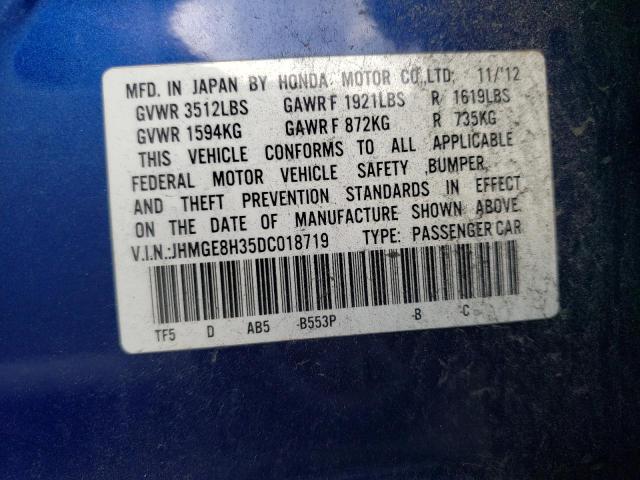 MFD. IN JAPAN BY HONDA MOTOR CO.,LTD. 11/'12
GVWR 3512LBS GAWR F 1921LBS R 1619LBS
GVWR 1594KG GAWR F 872KG R 735KG
THIS VEHICLE CONFORMS TO ALL APPLICABLE
FEDERAL MOTOR VEHICLE SAFETY ,BUMPER,
AND THEFT PREVENTION STANDARDS IN EFFECT
ON THE DATE OF MANUFACTURE SHOWN ABOVE.
V.I.N.:JHMGE8H35DC018719 TYPE: PASSENGER CAR
TF5 D AB5 -B553P -B -C